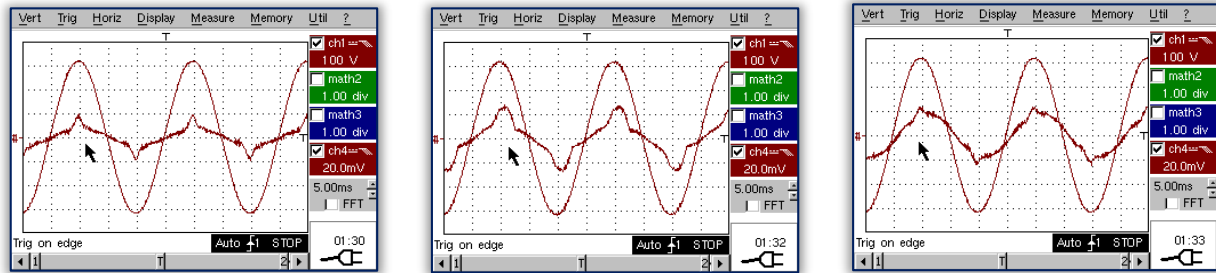 Vert Trig Horiz Display Measure Memory Util ?
T
ch1
100 V
math2
1.00 div
math3
1.00 div
T
ch4
20.0mV
5.00ms
FFT
Trig on edge Auto 1 STOP 01:30
1 T 2
Vert Trig Horiz Display Measure Memory Util ?
T
ch1
100 V
math2
1.00 div
math3
1.00 div
T
ch4
20.0mV
5.00ms
FFT
Trig on edge Auto 1 STOP 01:32
1 T 2
Vert Trig Horiz Display Measure Memory Util ?
T
ch1
100 V
math2
1.00 div
math3
1.00 div
T
ch4
20.0mV
5.00ms
FFT
Trig on edge Auto 1 STOP 01:33
1 T 2